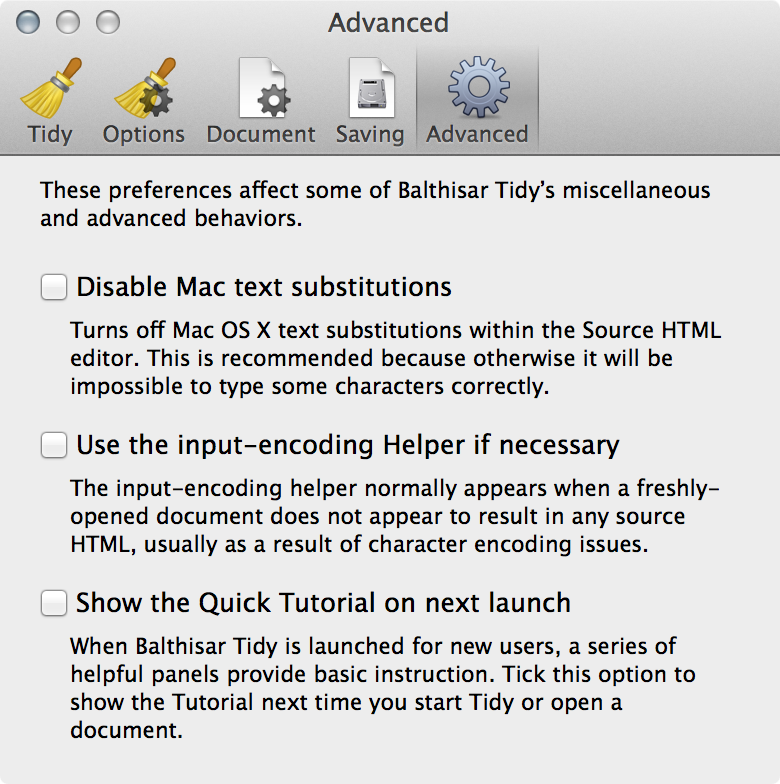 Advanced
Tidy Options Document Saving Advanced
These preferences affect some of Balthisar Tidy’s miscellaneous
and advanced behaviors.
Disable Mac text substitutions
Turns off Mac OS X text substitutions within the Source HTML
editor. This is recommended because otherwise it will be
impossible to type some characters correctly.
Use the input-encoding Helper if necessary
The input-encoding helper normally appears when a freshly-
opened document does not appear to result in any source
HTML, usually as a result of character encoding issues.
Show the Quick Tutorial on next launch
When Balthisar Tidy is launched for new users, a series of
helpful panels provide basic instruction. Tick this option to
show the Tutorial next time you start Tidy or open a
document.